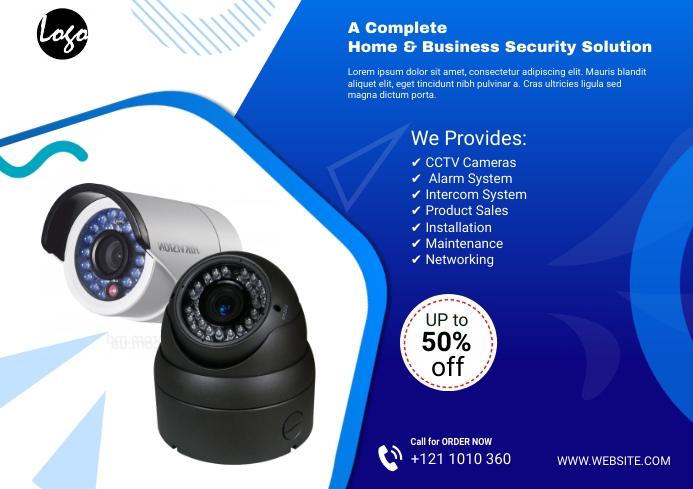 Logo
A Complete
Home & Business Security Solution
Lorem ipsum dolor sit amet, consectetur adipiscing elit. Mauris blandit
aliquet elit, eget tincidunt nibh pulvinar a. Cras ultricies ligula sed
magna dictum porta.
We Provides:
✔ CCTV Cameras
✔ Alarm System
✔ Intercom System
✔ Product Sales
✔ Installation
✔ Maintenance
✔ Networking
HIKVISION
UP to
50%
off
Call for ORDER NOW
+121 1010 360
WWW.WEBSITE.COM